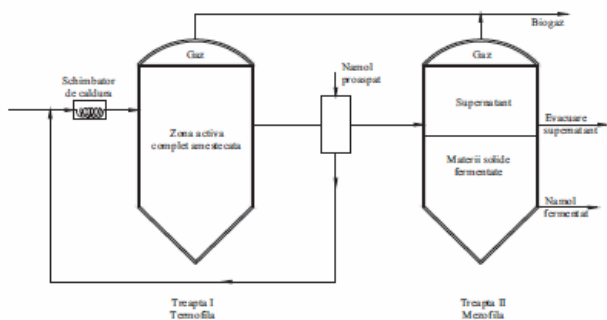 Biogaz
Gaz
Gaz
Schimbator
de caldura
Namol
proaspat
Supernatant
Zona activa
complet amestecata
Evacuare
supernatant
Materii solide
fermentate
Namol
fermentat
Treapta I
Termofila
Treapta II
Mezofila